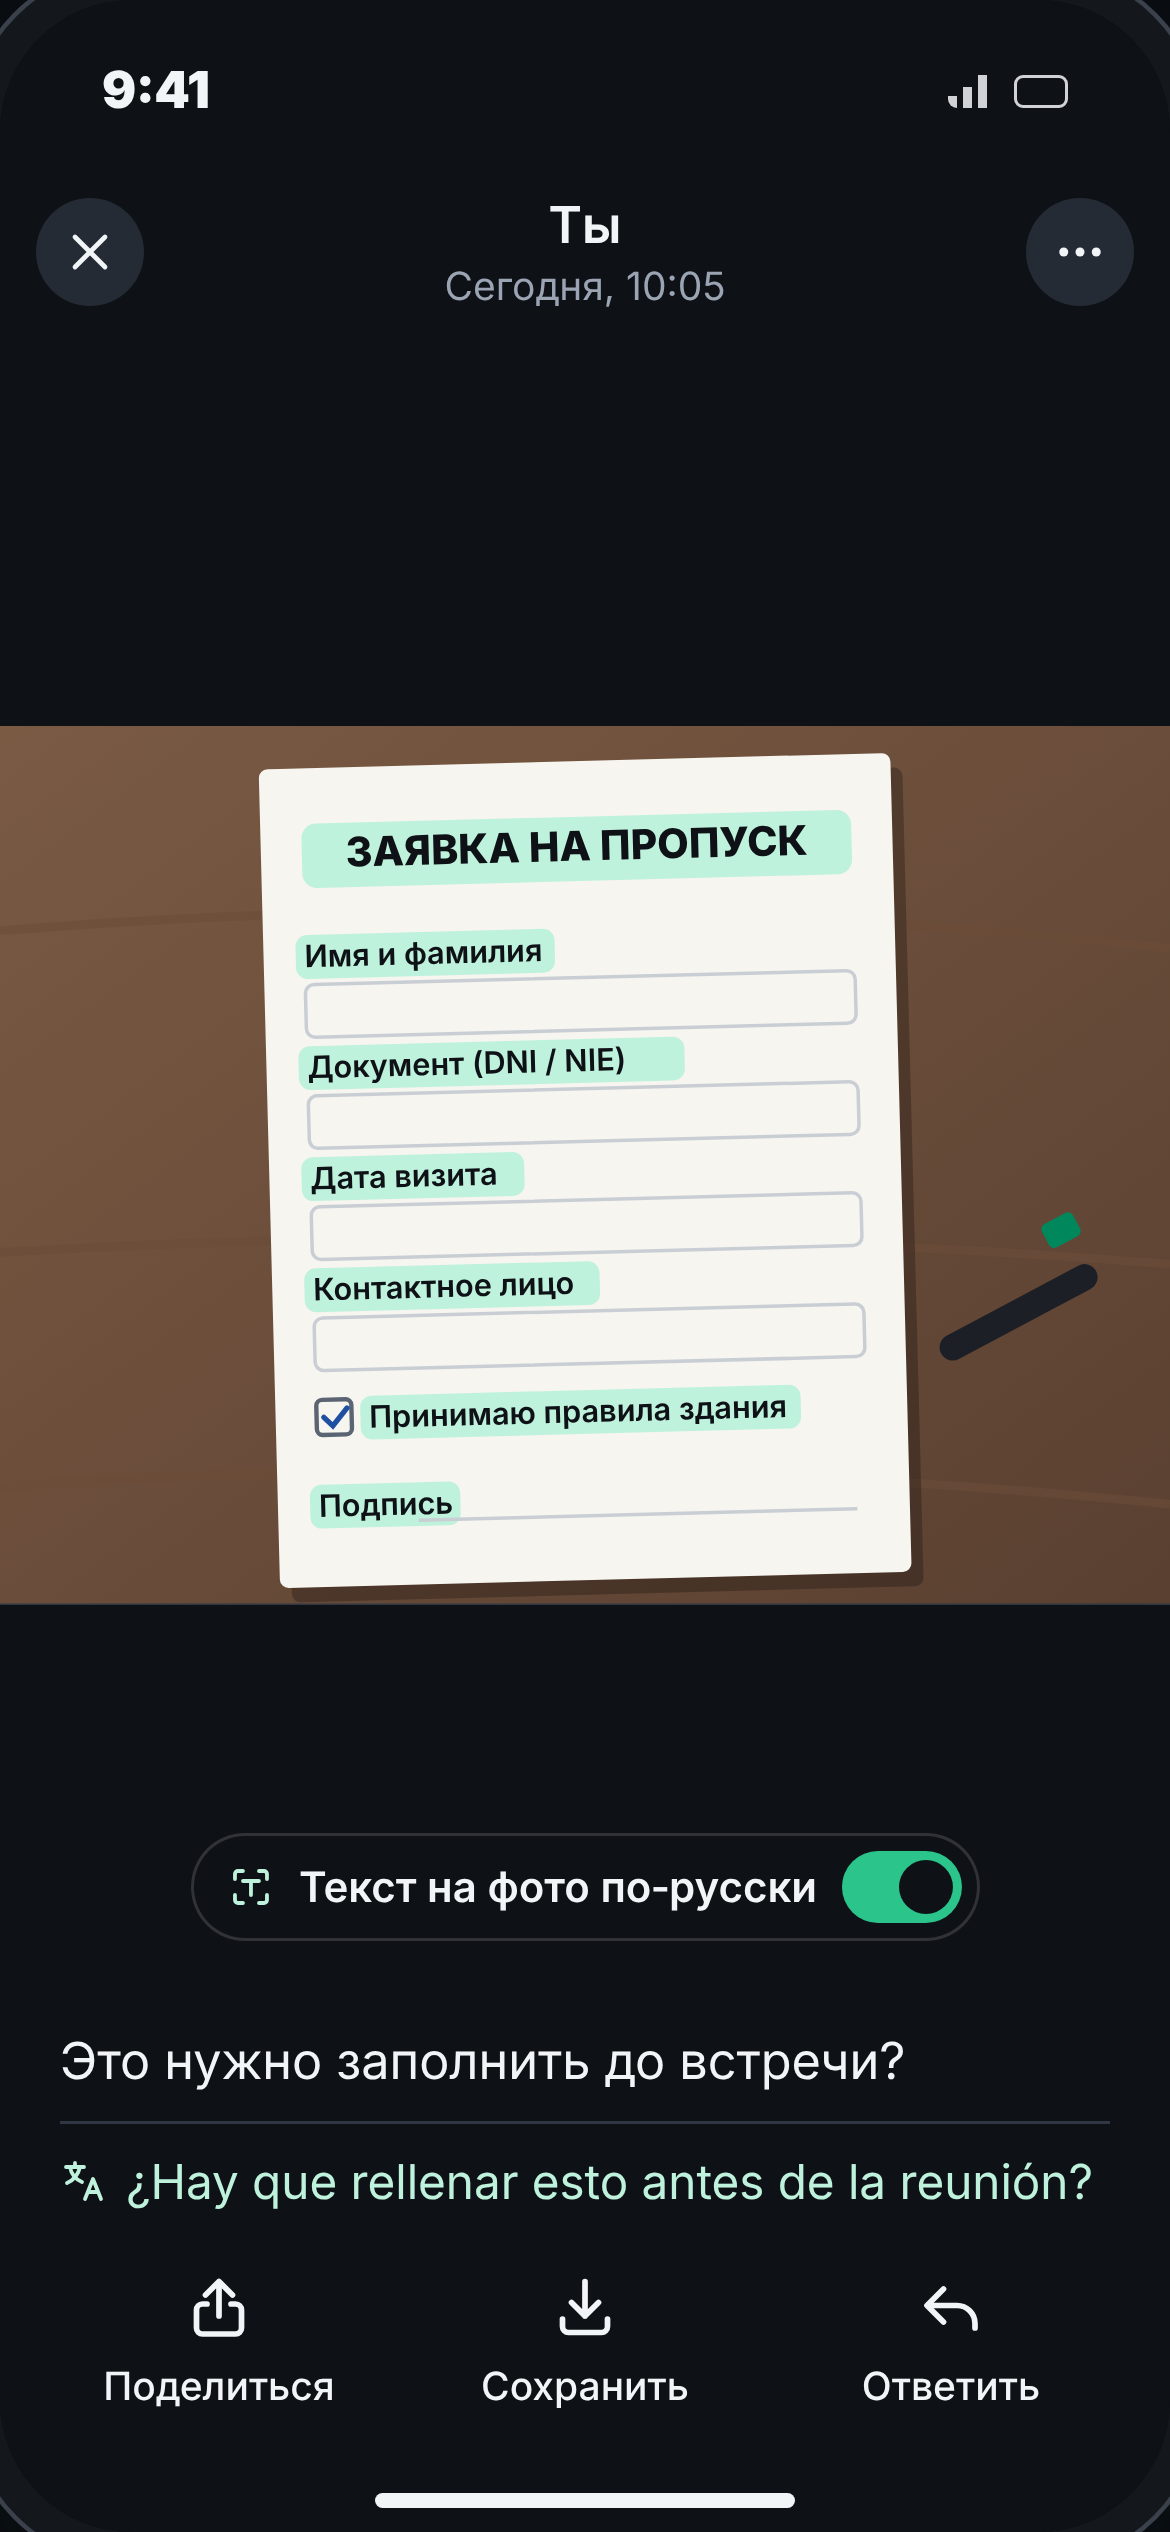 9:41
Ты
Сегодня, 10:05
ЗАЯВКА НА ПРОПУСК
Имя и фамилия
Документ (DNI / NIE)
Дата визита
Контактное лицо
Принимаю правила здания
Подпись
Текст на фото по-русски
Это нужно заполнить до встречи?
¿Hay que rellenar esto antes de la reunión?
Поделиться
Сохранить
Ответить